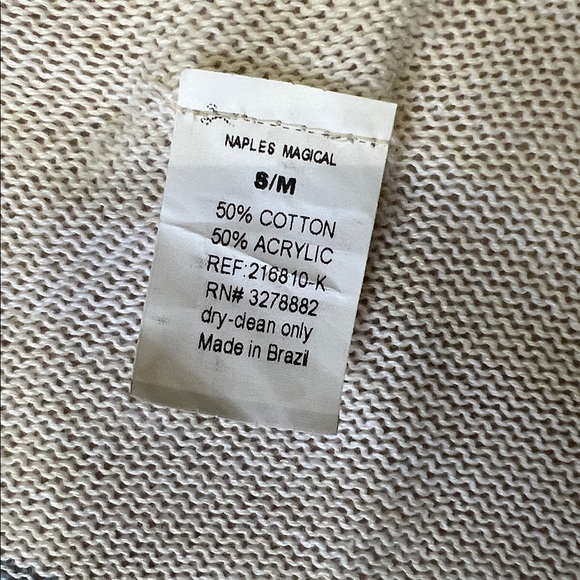 NAPLES MAGICAL
S/M
50% COTTON
50% ACRYLIC
REF:216810-K
RN# 3278882
dry-clean only
Made in Brazil